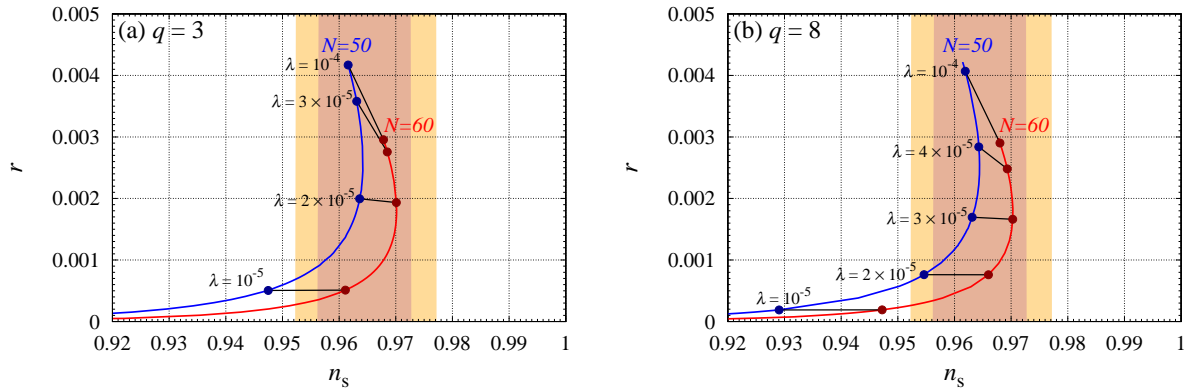 (a) q = 3
N=50
λ = 10⁻⁴
λ = 3 × 10⁻⁵
N=60
λ = 2 × 10⁻⁵
λ = 10⁻⁵
r
0.005
0.004
0.003
0.002
0.001
0
0.92 0.93 0.94 0.95 0.96 0.97 0.98 0.99 1
nₛ
(b) q = 8
N=50
λ = 10⁻⁴
N=60
λ = 4 × 10⁻⁵
λ = 3 × 10⁻⁵
λ = 2 × 10⁻⁵
λ = 10⁻⁵
r
0.005
0.004
0.003
0.002
0.001
0
0.92 0.93 0.94 0.95 0.96 0.97 0.98 0.99 1
nₛ